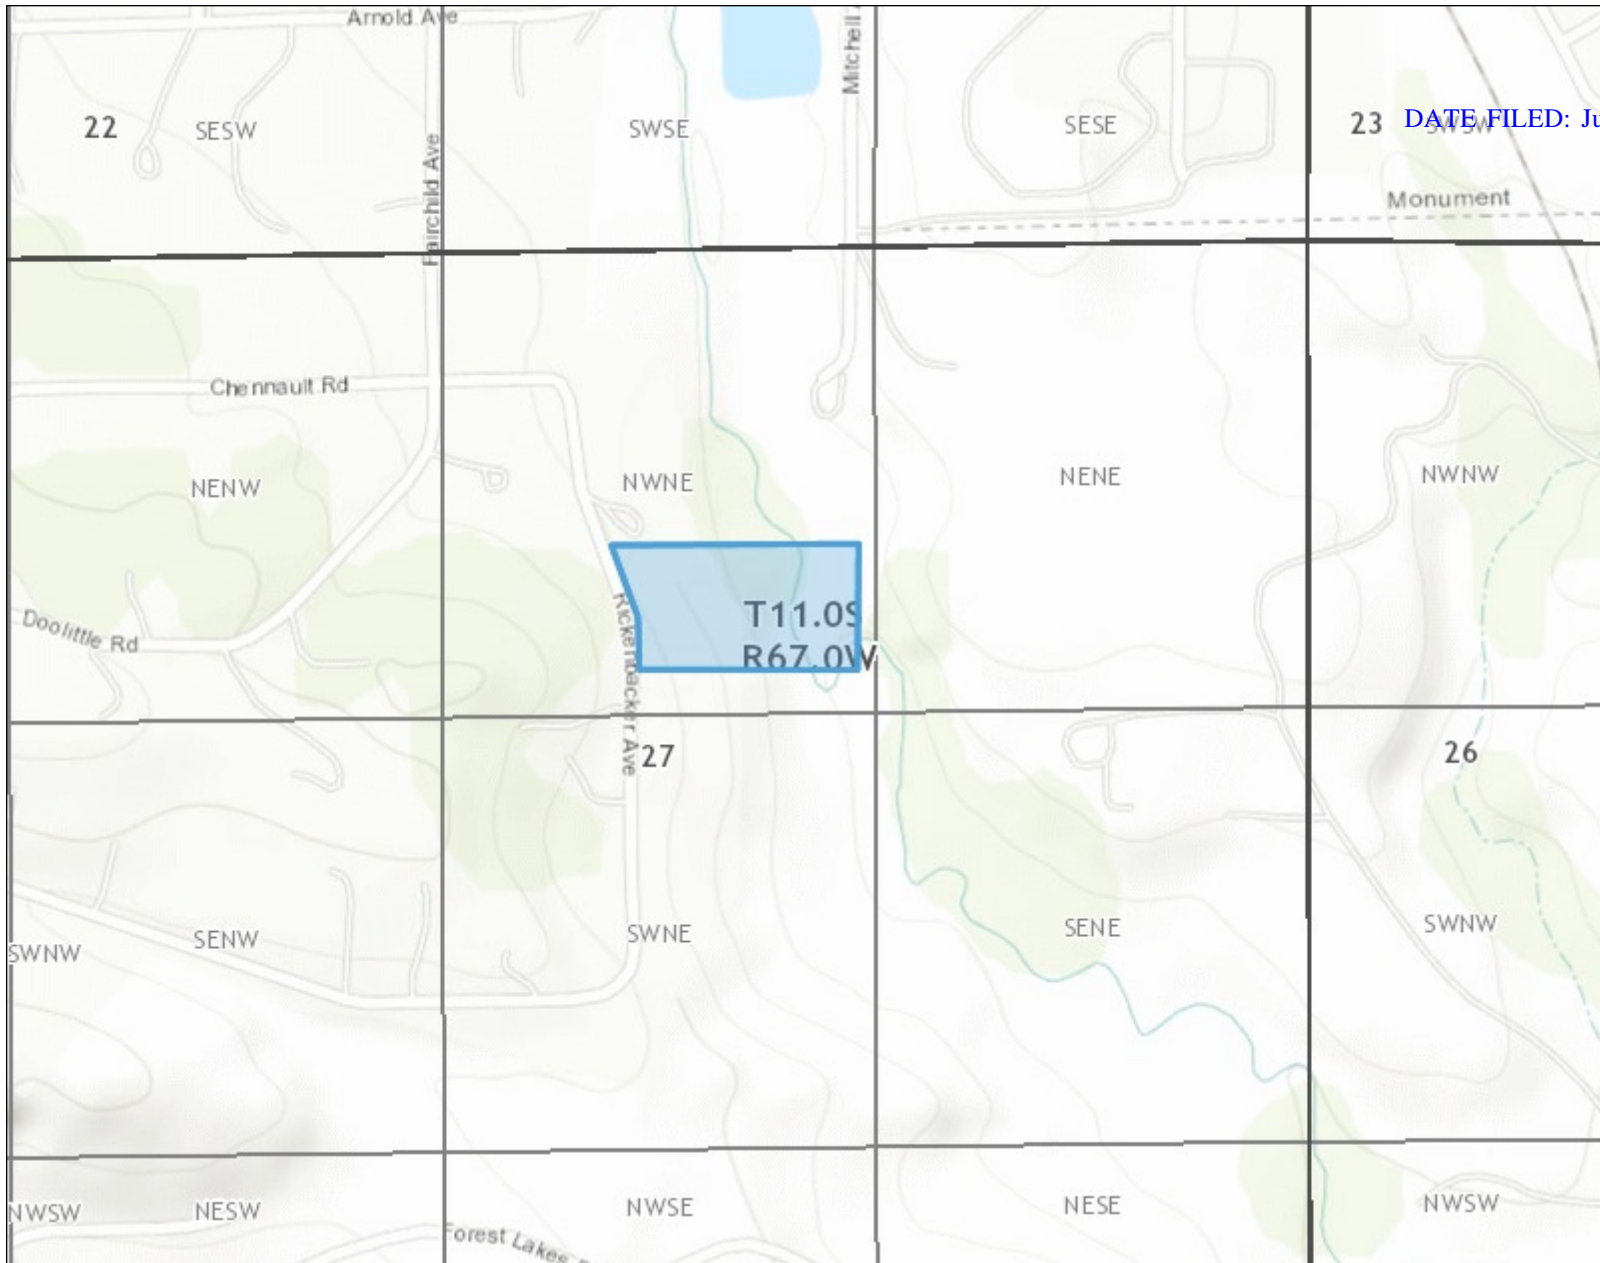 Arnold Ave
Mitchell
22
SESW
SWSE
SESE
23
SWSW
DATE FILED: Ju
Fairchild Ave
Monument
Chennault Rd
NENW
NWNE
NENE
NWNW
T11.0S
R67.0W
Doolittle Rd
Rickenbacker Ave
27
26
SWNW
SENW
SWNE
SENE
SWNW
NWSW
NESW
NWSE
NESE
NWSW
Forest Lakes